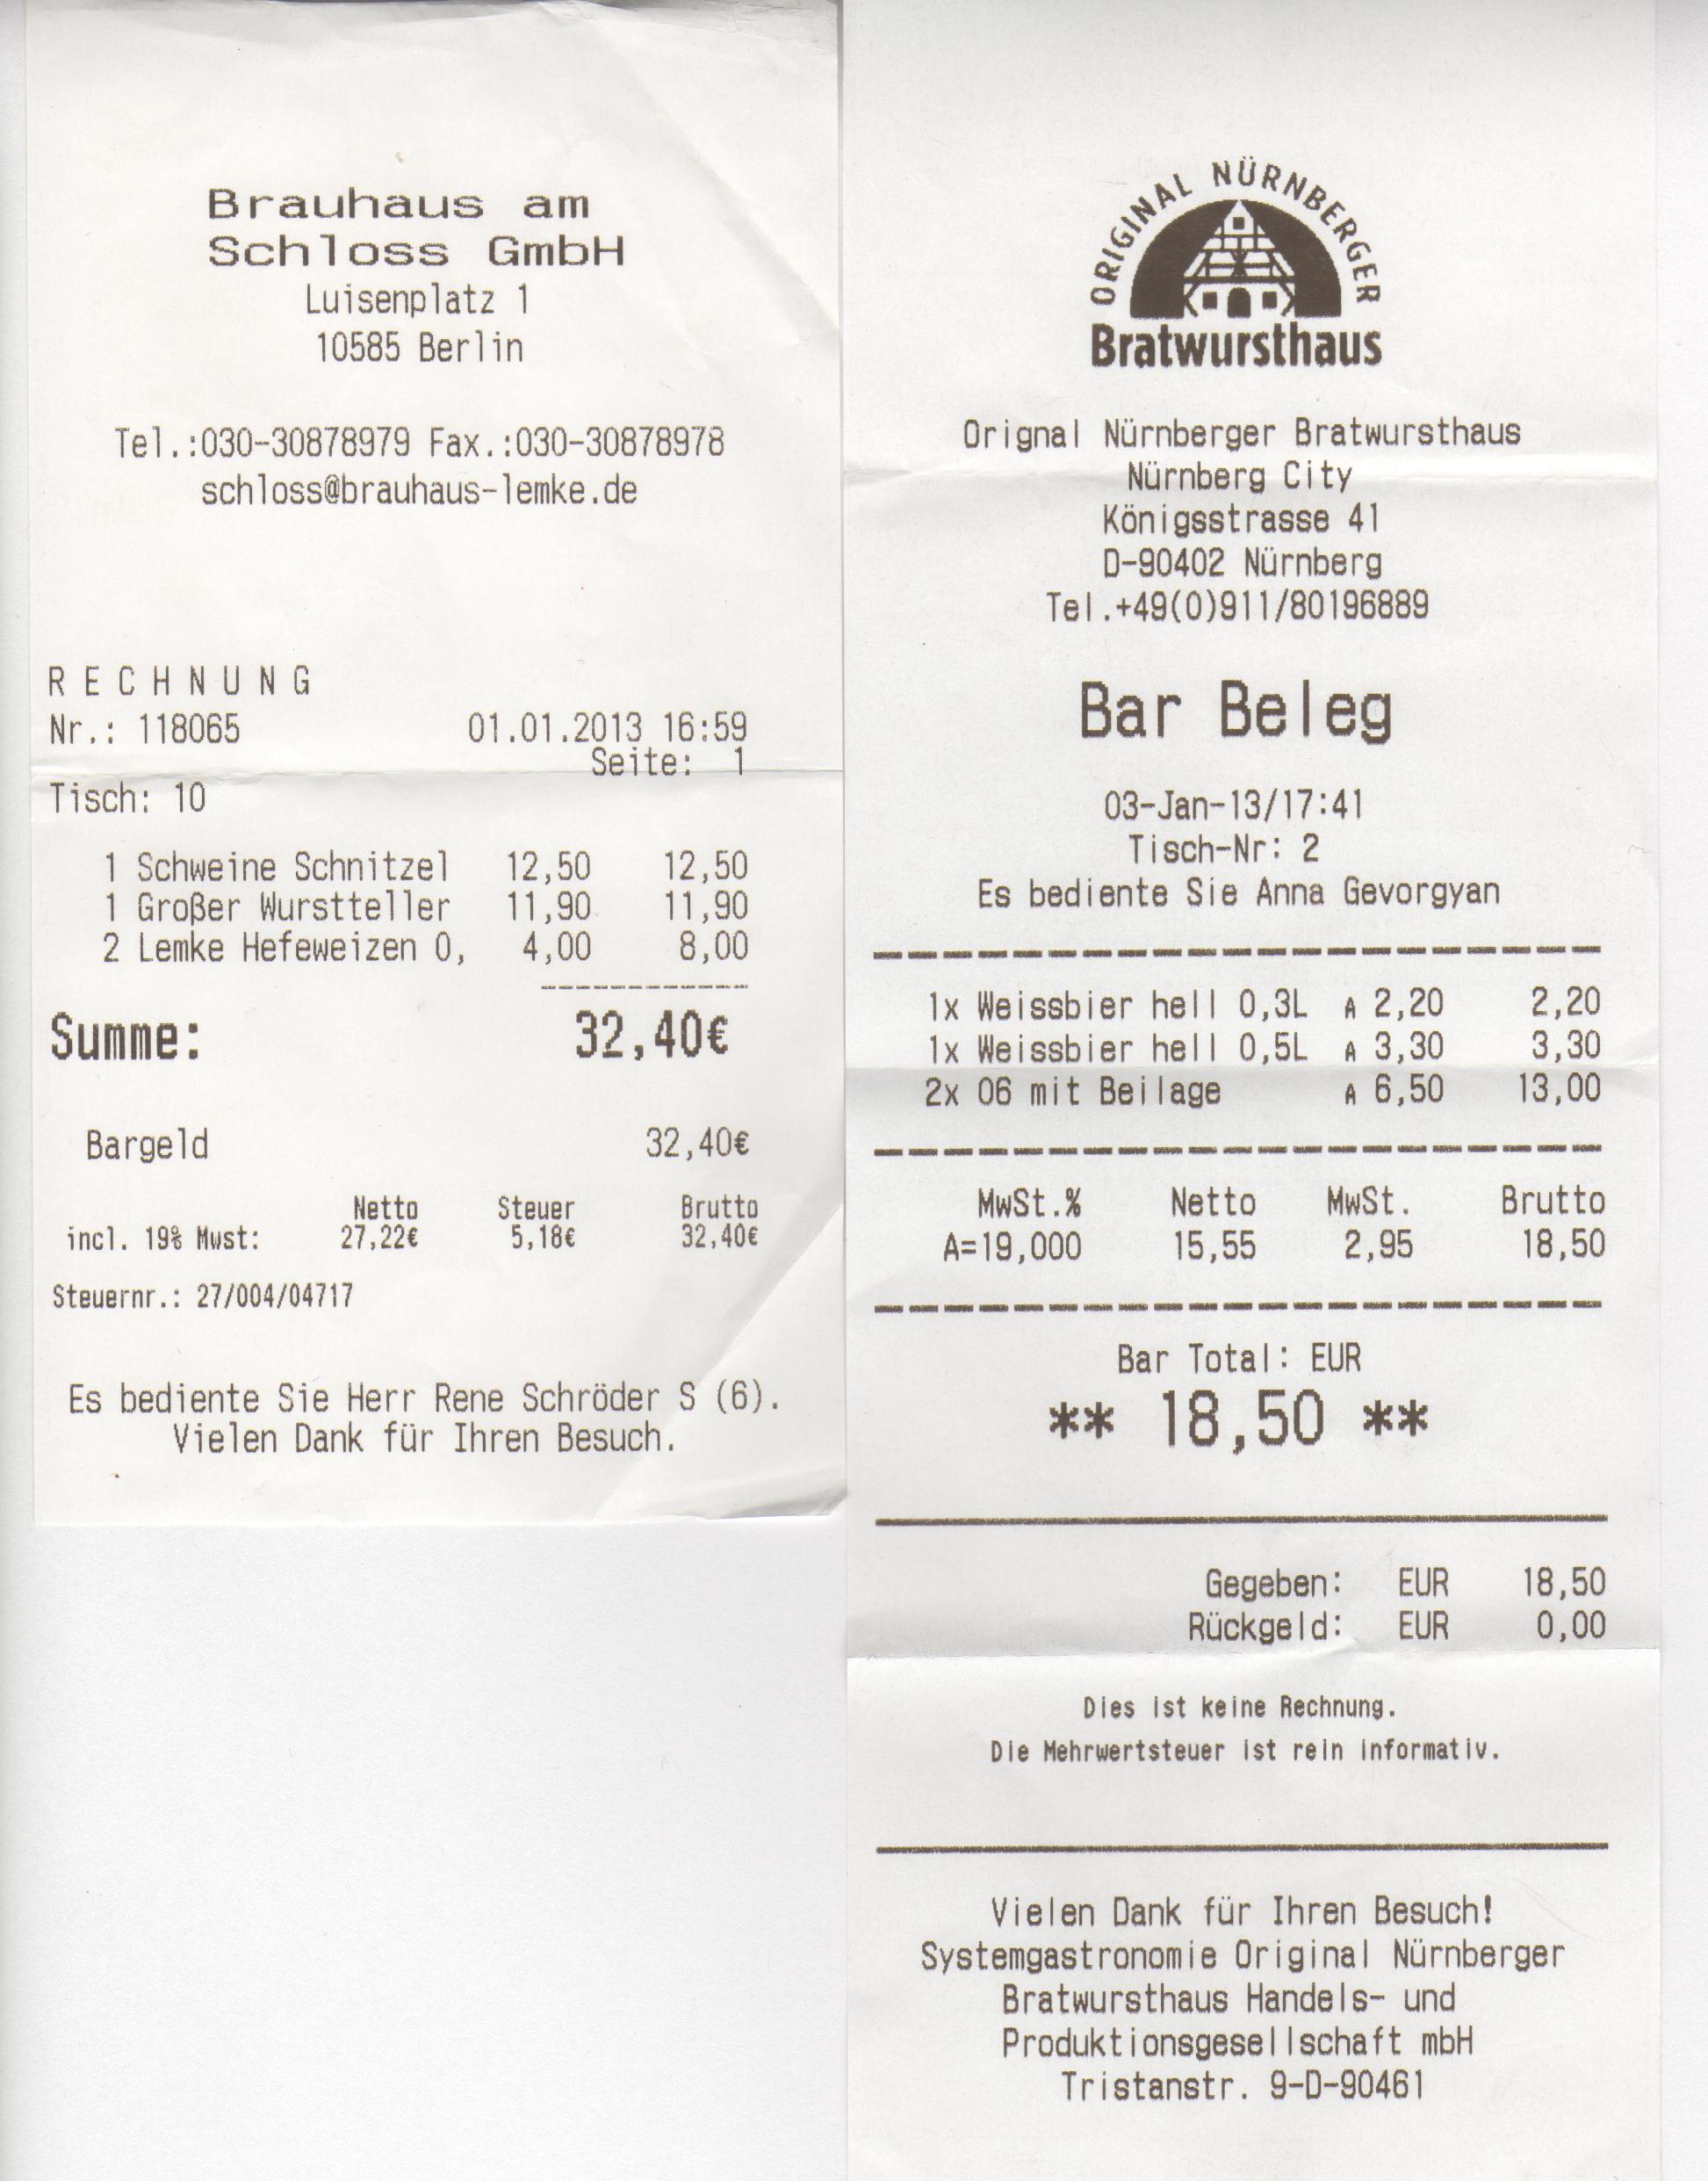 Brauhaus am
Schloss GmbH
Luisenplatz 1
10585 Berlin
Tel.:030-30878979 Fax.:030-30878978
schloss@brauhaus-lemke.de
R E C H N U N G
Nr.: 118065 01.01.2013 16:59
Seite: 1
Tisch: 10
1 Schweine Schnitzel 12,50 12,50
1 Großer Wurstteller 11,90 11,90
2 Lemke Hefeweizen 0, 4,00 8,00
Summe: 32,40€
Bargeld 32,40€
Netto Steuer Brutto
incl. 19% Mwst: 27,22€ 5,18€ 32,40€
Steuernr.: 27/004/04717
Es bediente Sie Herr Rene Schröder S (6).
Vielen Dank für Ihren Besuch.
ORIGINAL NÜRNBERGER
Bratwursthaus
Orignal Nürnberger Bratwursthaus
Nürnberg City
Königsstrasse 41
D-90402 Nürnberg
Tel.+49(0)911/80196889
Bar Beleg
03-Jan-13/17:41
Tisch-Nr: 2
Es bediente Sie Anna Gevorgyan
1x Weissbier hell 0,3L A 2,20 2,20
1x Weissbier hell 0,5L A 3,30 3,30
2x 06 mit Beilage A 6,50 13,00
MwSt.% Netto MwSt. Brutto
A=19,000 15,55 2,95 18,50
Bar Total: EUR
** 18,50 **
Gegeben: EUR 18,50
Rückgeld: EUR 0,00
Dies ist keine Rechnung.
Die Mehrwertsteuer ist rein informativ.
Vielen Dank für Ihren Besuch!
Systemgastronomie Original Nürnberger
Bratwursthaus Handels- und
Produktionsgesellschaft mbH
Tristanstr. 9-D-90461